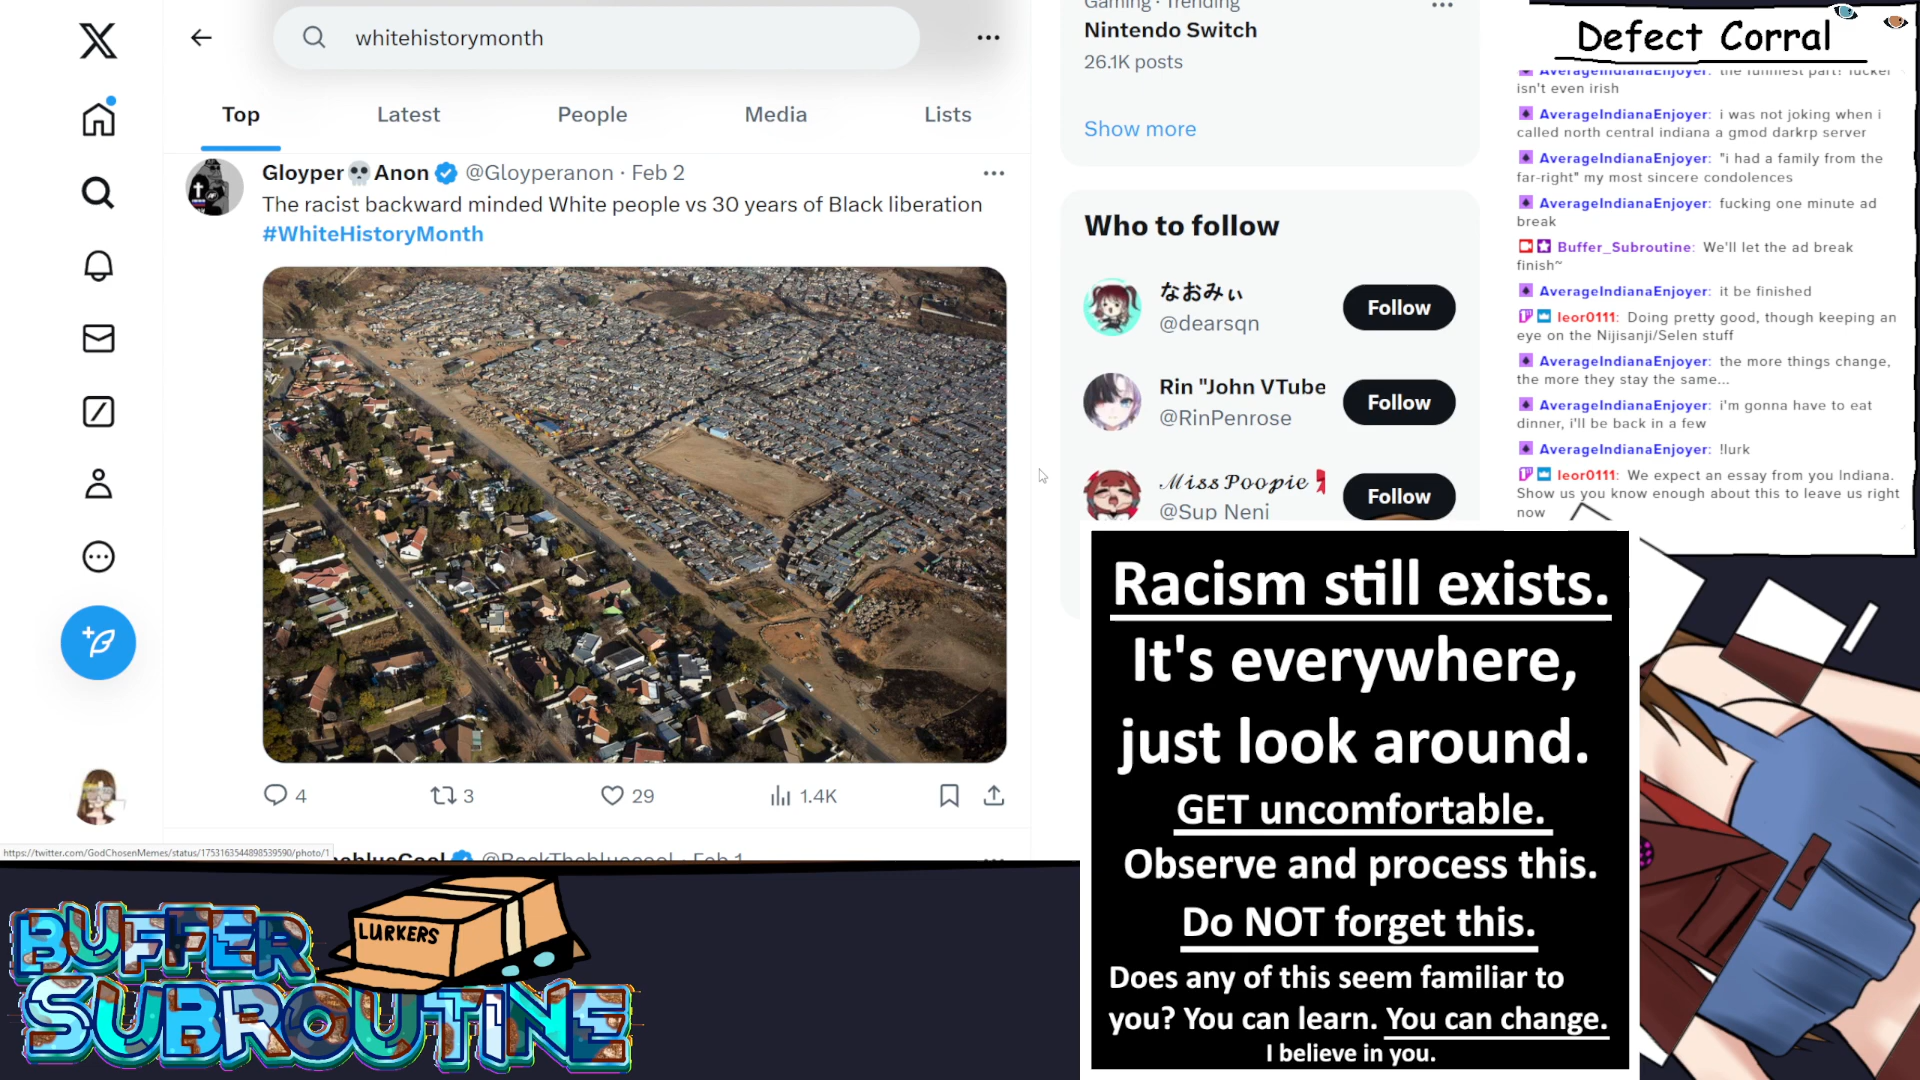 whitehistorymonth
Top
Latest
People
Media
Lists
Gloyper💀Anon @Gloyperanon · Feb 2
The racist backward minded White people vs 30 years of Black liberation
#WhiteHistoryMonth
4
3
29
1.4K
@BackThebluecool · Feb 1
https://twitter.com/GodChosenMemes/status/1753163544898539590/photo/1
Gaming · Trending
Nintendo Switch
26.1K posts
Show more
Who to follow
なおみぃ
@dearsqn
Follow
Rin "John VTube
@RinPenrose
Follow
Miss Poopie
@Sup_Neni
Follow
Defect Corral
AverageIndianaEnjoyer: the funniest part? fucker
isn't even irish
AverageIndianaEnjoyer: i was not joking when i
called north central indiana a gmod darkrp server
AverageIndianaEnjoyer: "i had a family from the
far-right" my most sincere condolences
AverageIndianaEnjoyer: fucking one minute ad
break
Buffer_Subroutine: We'll let the ad break
finish~
AverageIndianaEnjoyer: it be finished
leor0111: Doing pretty good, though keeping an
eye on the Nijisanji/Selen stuff
AverageIndianaEnjoyer: the more things change,
the more they stay the same...
AverageIndianaEnjoyer: i'm gonna have to eat
dinner, i'll be back in a few
AverageIndianaEnjoyer: !lurk
leor0111: We expect an essay from you Indiana.
Show us you know enough about this to leave us right
now
Racism still exists.
It's everywhere,
just look around.
GET uncomfortable.
Observe and process this.
Do NOT forget this.
Does any of this seem familiar to
you? You can learn. You can change.
I believe in you.
LURKERS
BUFFER
SUBROUTINE